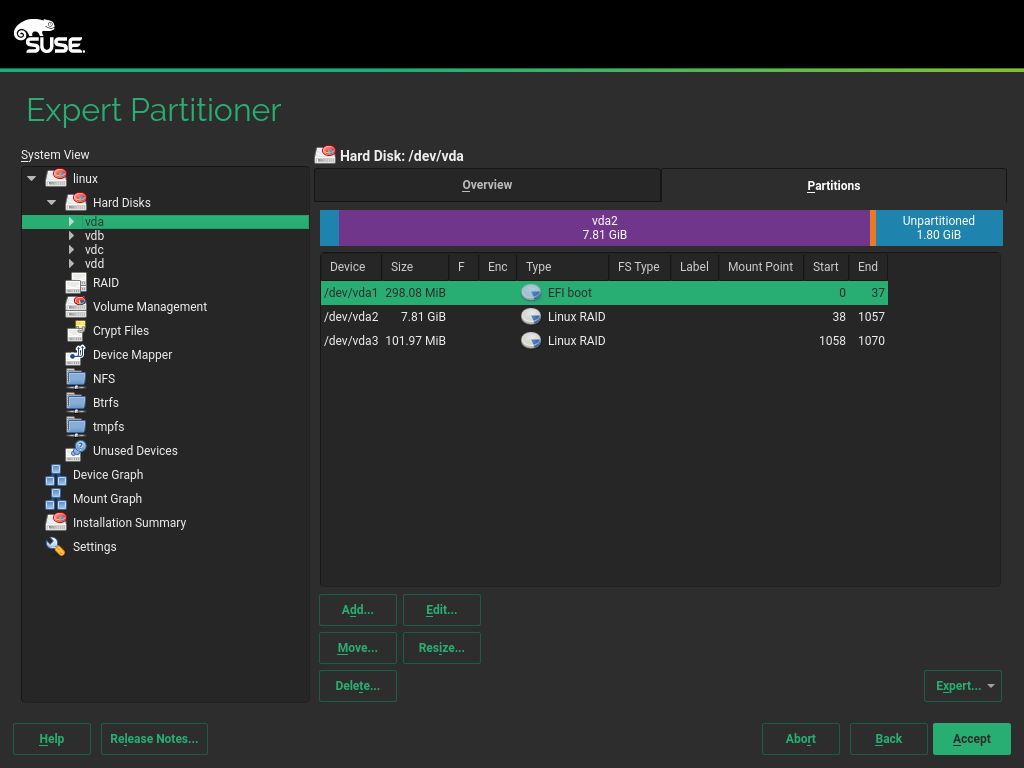 SUSE.
Expert Partitioner
System View
linux
Hard Disks
vda
vdb
vdc
vdd
RAID
Volume Management
Crypt Files
Device Mapper
NFS
Btrfs
tmpfs
Unused Devices
Device Graph
Mount Graph
Installation Summary
Settings
Hard Disk: /dev/vda
Overview Partitions
vda2 Unpartitioned
7.81 GiB 1.80 GiB
Device Size F Enc Type FS Type Label Mount Point Start End
/dev/vda1 298.08 MiB EFI boot 0 37
/dev/vda2 7.81 GiB Linux RAID 38 1057
/dev/vda3 101.97 MiB Linux RAID 1058 1070
Add... Edit...
Move... Resize...
Delete... Expert...
Help Release Notes... Abort Back Accept